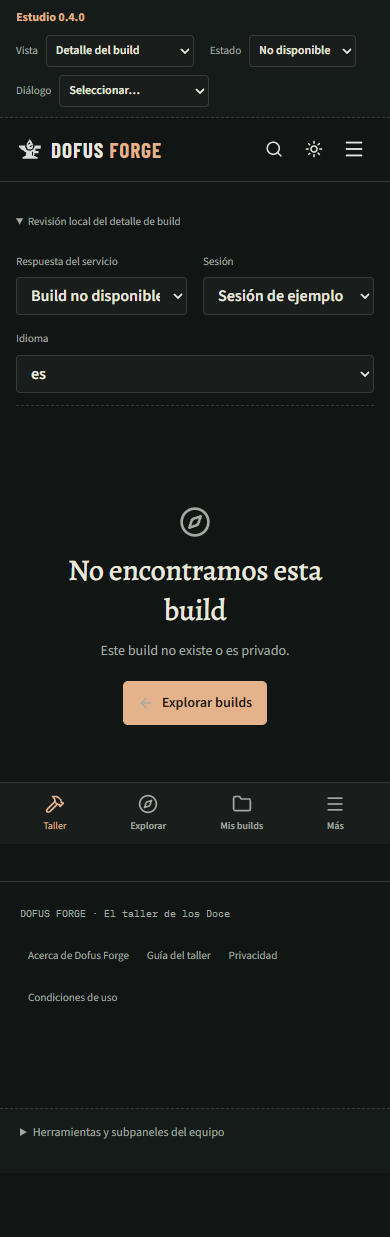 Estudio 0.4.0
Vista Detalle del build Estado No disponible
Diálogo Seleccionar...
DOFUS FORGE
Revisión local del detalle de build
Respuesta del servicio Sesión
Build no disponible Sesión de ejemplo
Idioma
es
No encontramos esta
build
Este build no existe o es privado.
Explorar builds
Taller Explorar Mis builds Más
DOFUS FORGE · El taller de los Doce
Acerca de Dofus Forge Guía del taller Privacidad
Condiciones de uso
Herramientas y subpaneles del equipo